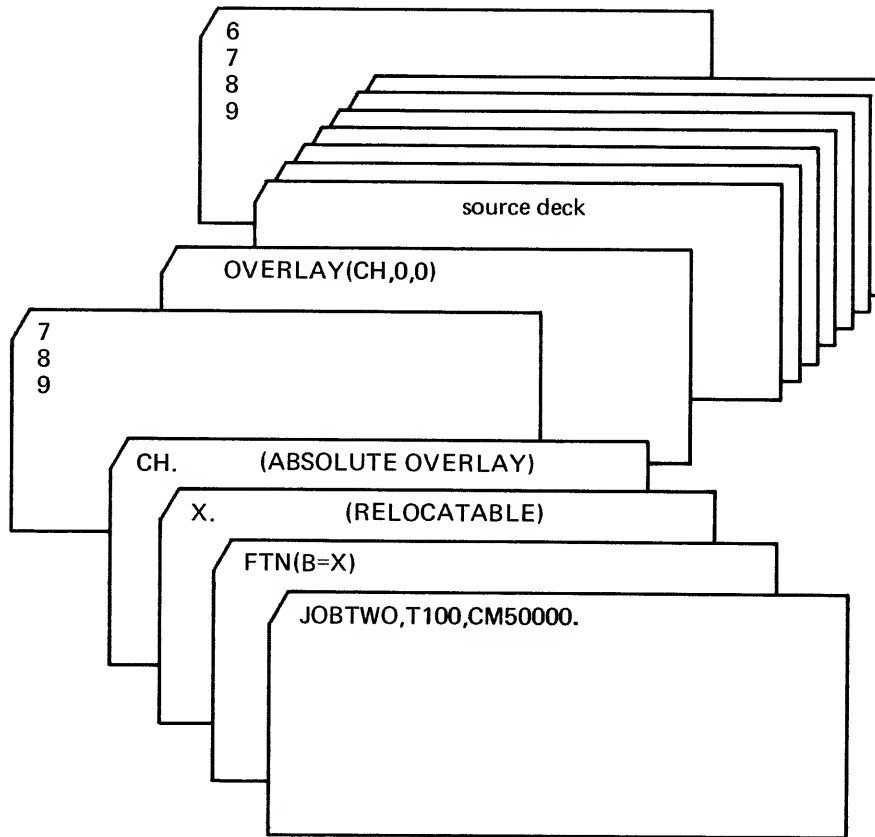 6
7
8
9
source deck
OVERLAY(CH,0,0)
7
8
9
CH. (ABSOLUTE OVERLAY)
X. (RELOCATABLE)
FTN(B=X)
JOBTWO,T100,CM50000.